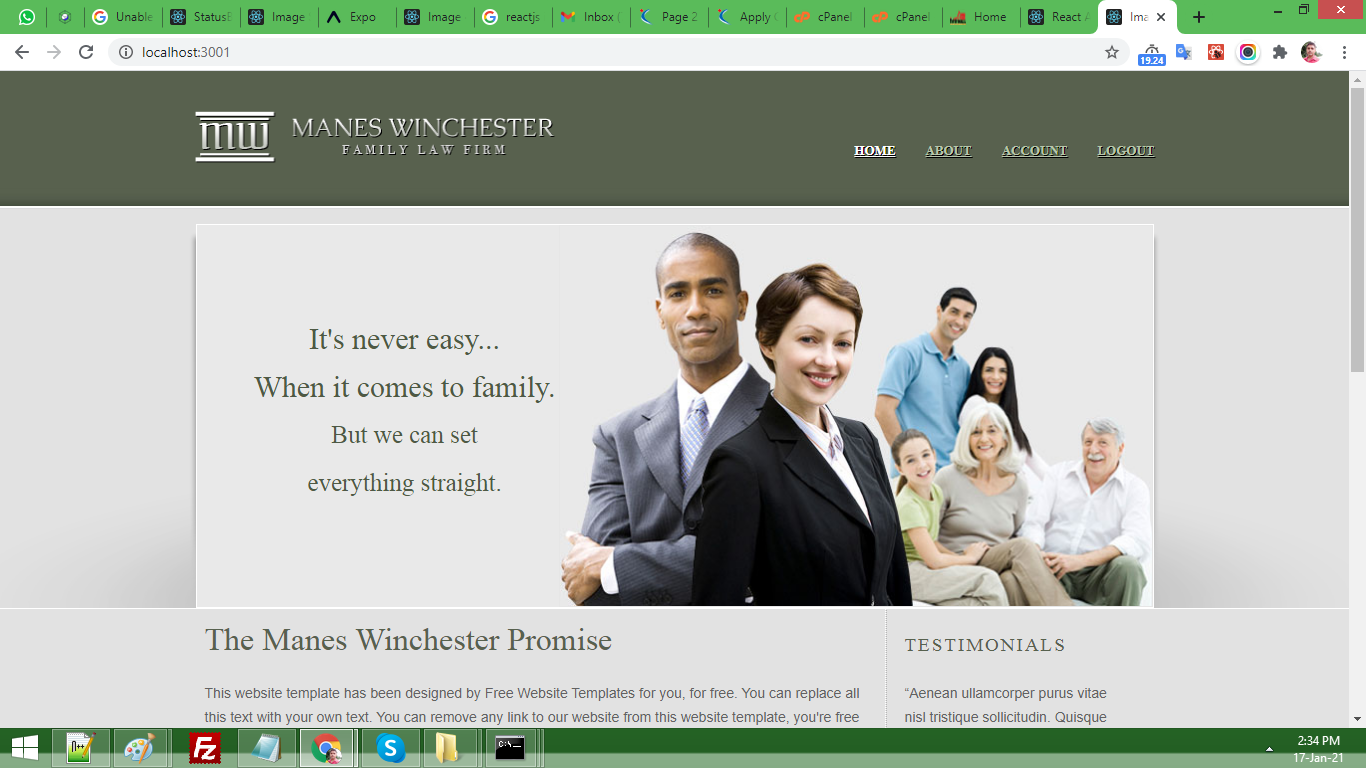 Unable
StatusB
Image
Expo
Image
reactjs
Inbox (
Page 2
Apply
cPanel
cPanel
Home
React A
Ima
localhost:3001
19.24
MW
MANES WINCHESTER
FAMILY LAW FIRM
HOME
ABOUT
ACCOUNT
LOGOUT
It's never easy...
When it comes to family.
But we can set
everything straight.
The Manes Winchester Promise
This website template has been designed by Free Website Templates for you, for free. You can replace all
this text with your own text. You can remove any link to our website from this website template, you're free
TESTIMONIALS
“Aenean ullamcorper purus vitae
nisl tristique sollicitudin. Quisque
2:34 PM
17-Jan-21